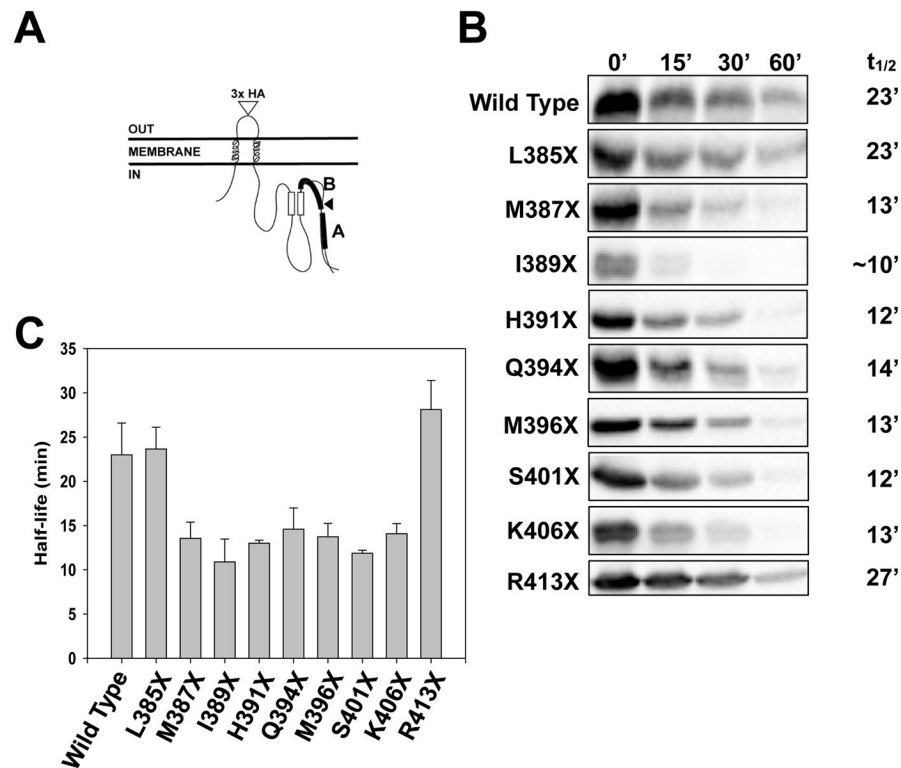 A
3x HA
OUT
MEMBRANE
IN
B
A
B
0’ 15’ 30’ 60’ t1/2
Wild Type 23’
L385X 23’
M387X 13’
I389X ~10’
H391X 12’
Q394X 14’
M396X 13’
S401X 12’
K406X 13’
R413X 27’
C
35
30
25
20
15
10
5
0
Half-life (min)
Wild Type L385X M387X I389X H391X Q394X M396X S401X K406X R413X